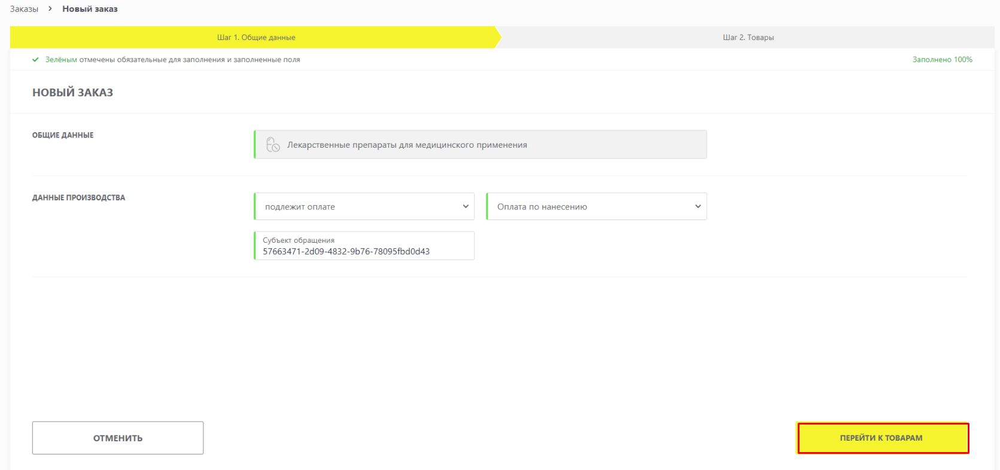 Заказы > Новый заказ
Шаг 1. Общие данные
Шаг 2. Товары
Зелёным отмечены обязательные для заполнения и заполненные поля
Заполнено 100%
НОВЫЙ ЗАКАЗ
ОБЩИЕ ДАННЫЕ
Лекарственные препараты для медицинского применения
ДАННЫЕ ПРОИЗВОДСТВА
подлежит оплате
Оплата по нанесению
Субъект обращения
57663471-2d09-4832-9b76-78095fbd0d43
ОТМЕНИТЬ
ПЕРЕЙТИ К ТОВАРАМ